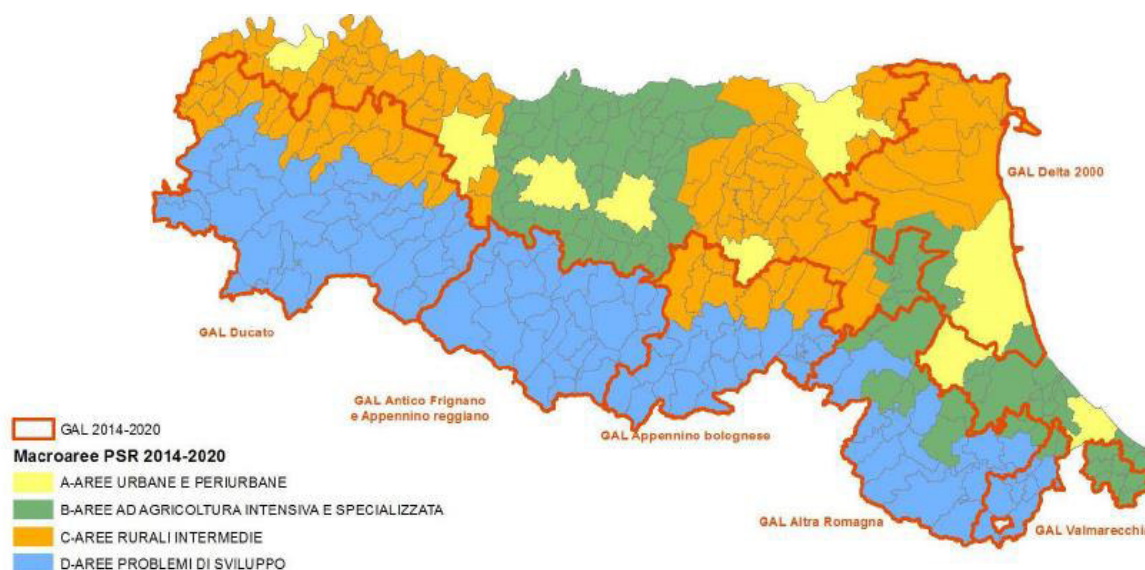 GAL Delta 2000
GAL Ducato
GAL Antico Frignano
e Appennino reggiano
GAL Appennino bolognese
GAL Altra Romagna
GAL Valmarecchia
GAL 2014-2020
Macroaree PSR 2014-2020
A-AREE URBANE E PERIURBANE
B-AREE AD AGRICOLTURA INTENSIVA E SPECIALIZZATA
C-AREE RURALI INTERMEDIE
D-AREE PROBLEMI DI SVILUPPO